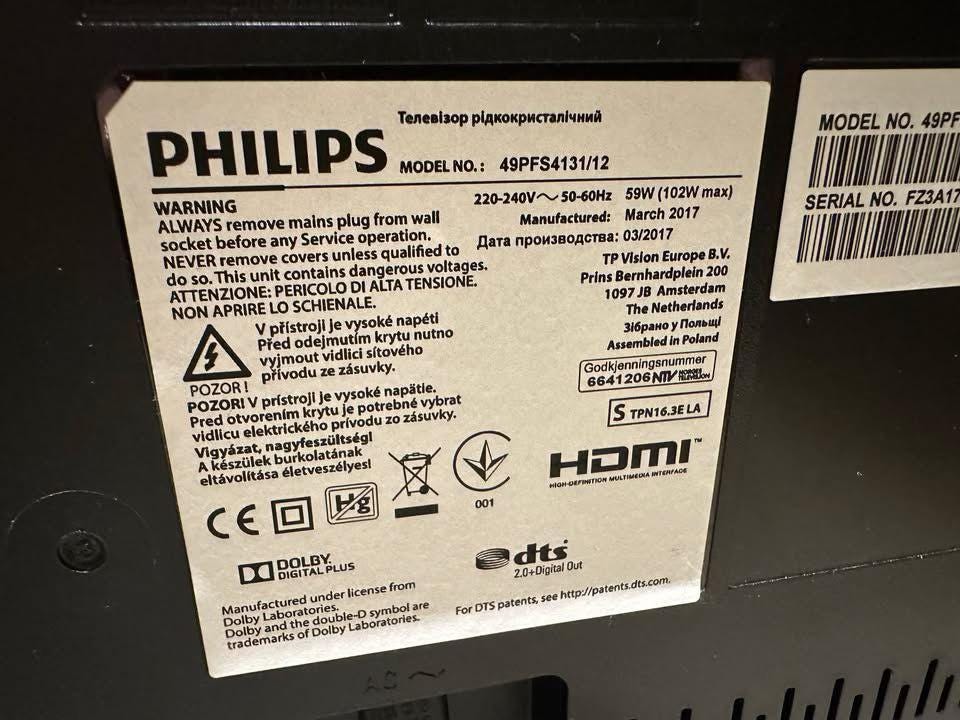 Телевізор рідкокристалічний
PHILIPS MODEL NO.: 49PFS4131/12
220-240V～ 50-60Hz 59W (102W max)
Manufactured: March 2017
Дата производства: 03/2017
TP Vision Europe B.V.
Prins Bernhardplein 200
1097 JB Amsterdam
The Netherlands
Зібрано у Польщі
Assembled in Poland
Godkjenningsnummer
6641206 NTV NORGES TELEVISJON
S TPN16.3E LA
WARNING
ALWAYS remove mains plug from wall
socket before any Service operation.
NEVER remove covers unless qualified to
do so. This unit contains dangerous voltages.
ATTENZIONE: PERICOLO DI ALTA TENSIONE.
NON APRIRE LO SCHIENALE.
V přístroji je vysoké napětí
Před odejmutím krytu nutno
vyjmout vidlici síťového
přívodu ze zásuvky.
POZOR !
POZOR! V prístroji je vysoké napätie.
Pred otvorením krytu je potrebné vybrat
vidlicu elektrického prívodu zo zásuvky.
Vigyázat, nagyfeszültség!
A készülek burkolatának
eltávolítása életveszélyes!
CE
Hg
001
HDMI™
HIGH-DEFINITION MULTIMEDIA INTERFACE
DOLBY
DIGITAL PLUS
dts
2.0+Digital Out
Manufactured under license from
Dolby Laboratories.
Dolby and the double-D symbol are
trademarks of Dolby Laboratories.
For DTS patents, see http://patents.dts.com.
MODEL NO. 49PF
SERIAL NO. FZ3A17